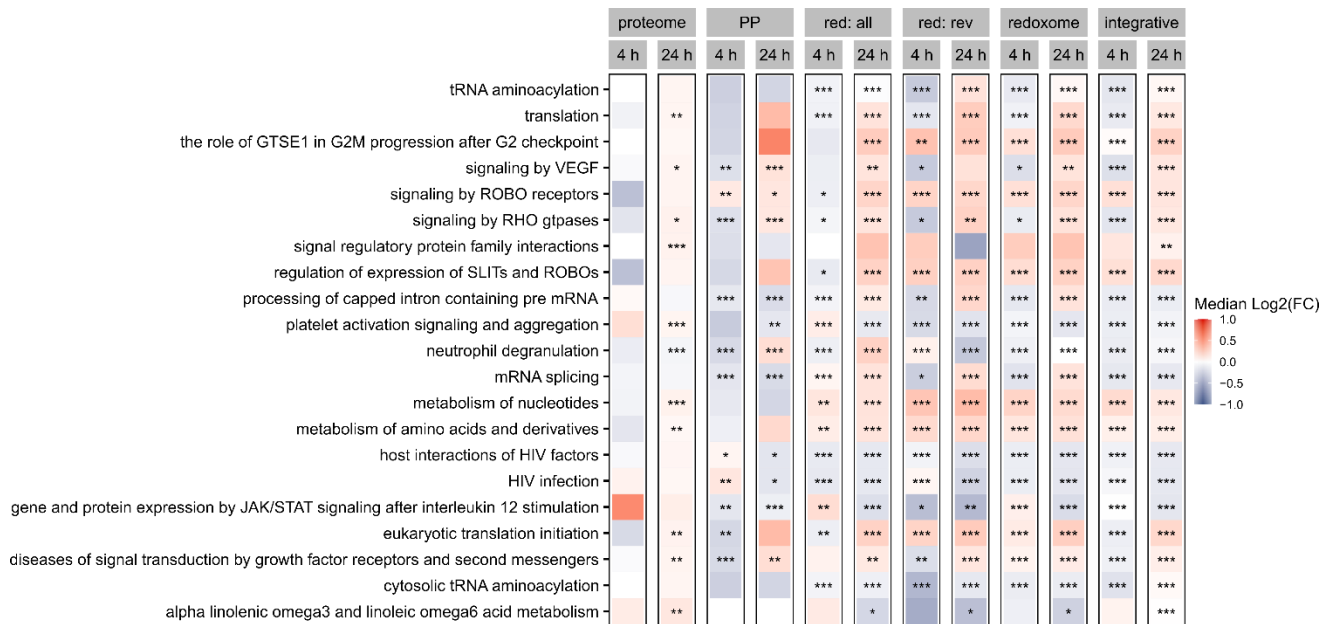 proteome PP red: all red: rev redoxome integrative
4 h 24 h 4 h 24 h 4 h 24 h 4 h 24 h 4 h 24 h 4 h 24 h
tRNA aminoacylation *** *** *** *** *** *** *** ***
translation ** *** *** *** *** *** *** *** ***
the role of GTSE1 in G2M progression after G2 checkpoint *** ** *** *** *** *** ***
signaling by VEGF * ** *** ** * * ** *** ***
signaling by ROBO receptors ** * * *** *** *** *** *** *** ***
signaling by RHO gtpases * *** *** * *** * ** * *** *** ***
signal regulatory protein family interactions *** **
regulation of expression of SLITs and ROBOs * *** *** *** *** *** *** ***
processing of capped intron containing pre mRNA *** *** *** *** ** *** *** *** *** ***
platelet activation signaling and aggregation *** ** *** *** *** *** *** *** *** ***
neutrophil degranulation *** *** *** *** *** *** *** *** *** *** ***
mRNA splicing *** *** *** *** * *** *** *** *** ***
metabolism of nucleotides *** ** *** *** *** *** *** *** ***
metabolism of amino acids and derivatives ** ** *** *** *** *** *** *** ***
host interactions of HIV factors * * *** *** *** *** *** *** *** ***
HIV infection ** * *** *** *** *** *** *** *** ***
gene and protein expression by JAK/STAT signaling after interleukin 12 stimulation ** *** ** *** * ** *** *** *** ***
eukaryotic translation initiation ** ** ** *** *** *** *** *** *** ***
diseases of signal transduction by growth factor receptors and second messengers ** *** ** ** ** *** *** *** *** ***
cytosolic tRNA aminoacylation *** *** *** *** *** *** *** ***
alpha linolenic omega3 and linoleic omega6 acid metabolism ** * * * ***
Median Log2(FC)
1.0
0.5
0.0
−0.5
−1.0